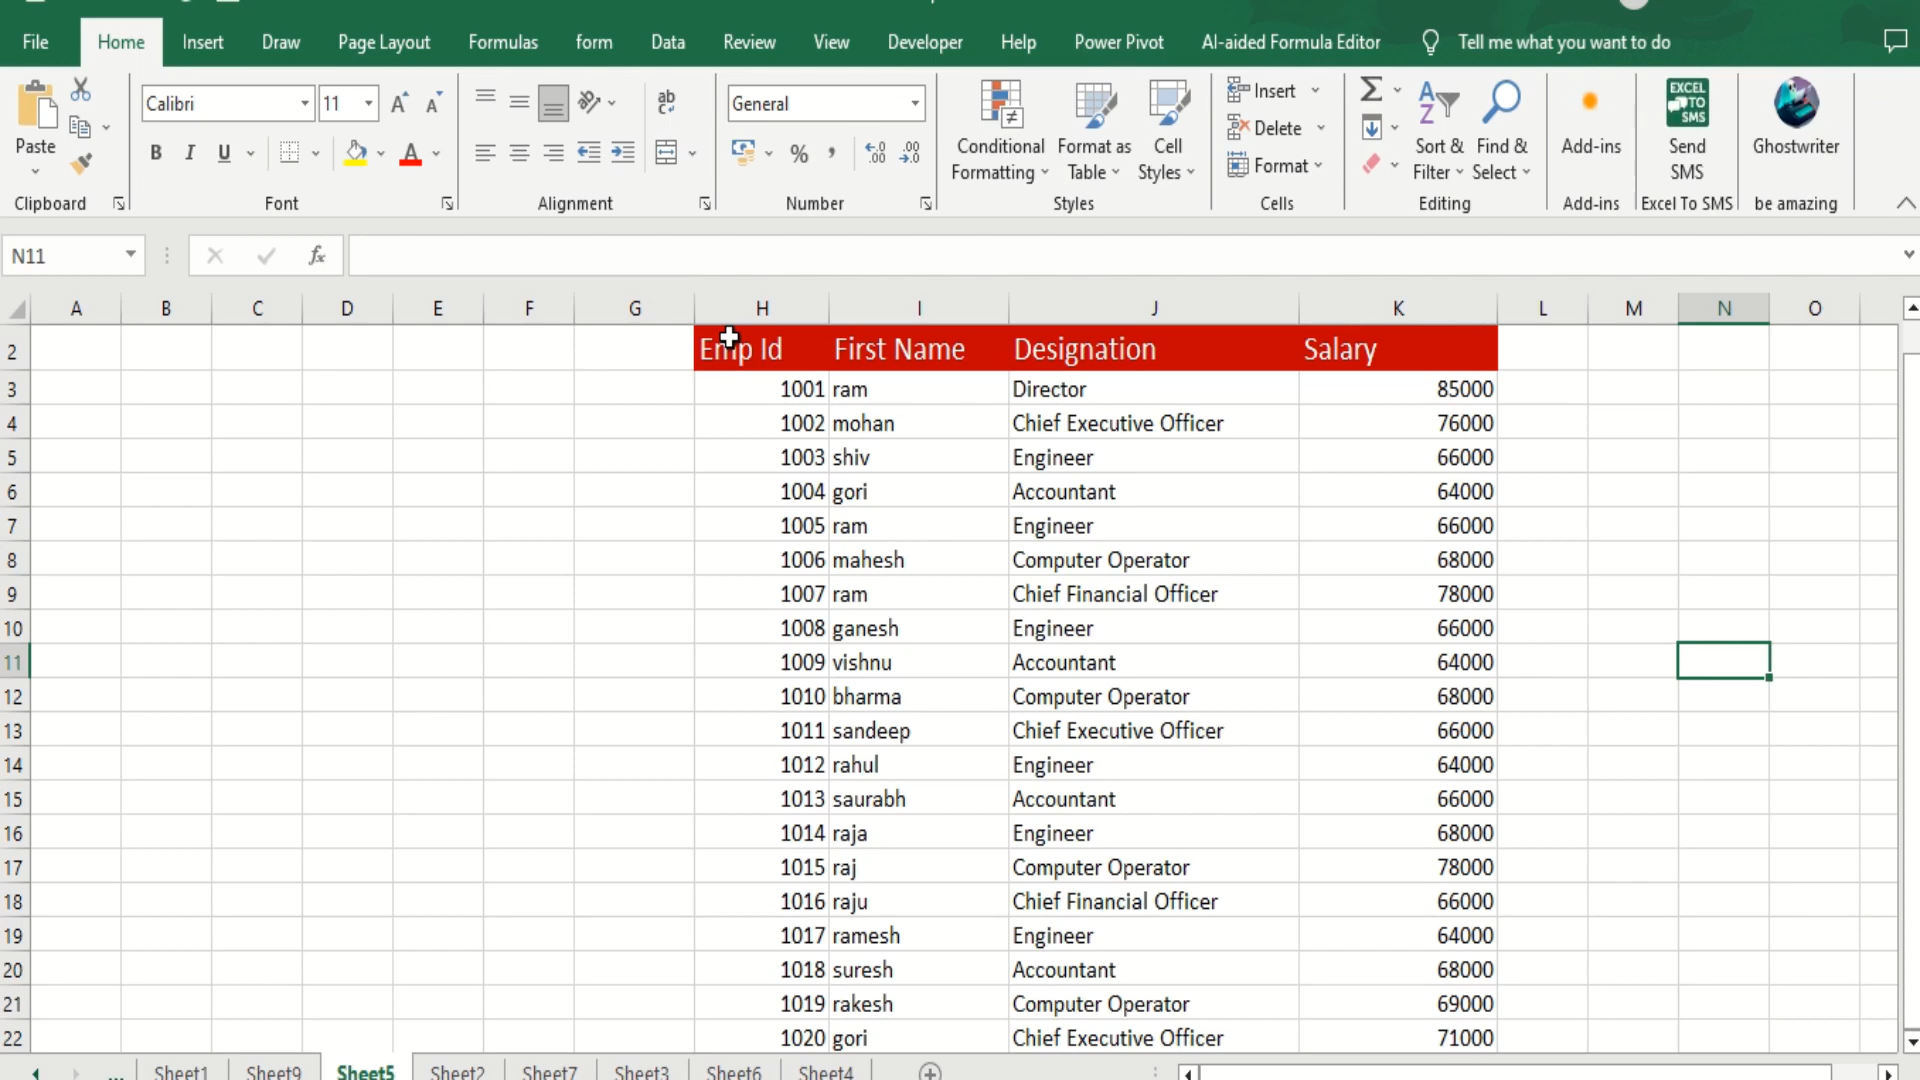 File Home Insert Draw Page Layout Formulas form Data Review View Developer Help Power Pivot AI-aided Formula Editor Tell me what you want to do
Paste
Calibri 11
B I U A
ab
General
% ,
Conditional Formatting
Format as Table
Cell Styles
Insert
Delete
Format
Sort & Filter
Find & Select
Add-ins
EXCEL TO SMS
Send SMS
Ghostwriter
Clipboard Font Alignment Number Styles Cells Editing Add-ins Excel To SMS be amazing
N11 fx
A B C D E F G H I J K L M N O
2 Emp Id First Name Designation Salary
3 1001 ram Director 85000
4 1002 mohan Chief Executive Officer 76000
5 1003 shiv Engineer 66000
6 1004 gori Accountant 64000
7 1005 ram Engineer 66000
8 1006 mahesh Computer Operator 68000
9 1007 ram Chief Financial Officer 78000
10 1008 ganesh Engineer 66000
11 1009 vishnu Accountant 64000
12 1010 bharma Computer Operator 68000
13 1011 sandeep Chief Executive Officer 66000
14 1012 rahul Engineer 64000
15 1013 saurabh Accountant 66000
16 1014 raja Engineer 68000
17 1015 raj Computer Operator 78000
18 1016 raju Chief Financial Officer 66000
19 1017 ramesh Engineer 64000
20 1018 suresh Accountant 68000
21 1019 rakesh Computer Operator 69000
22 1020 gori Chief Executive Officer 71000
... Sheet1 Sheet9 Sheet5 Sheet2 Sheet7 Sheet3 Sheet6 Sheet4